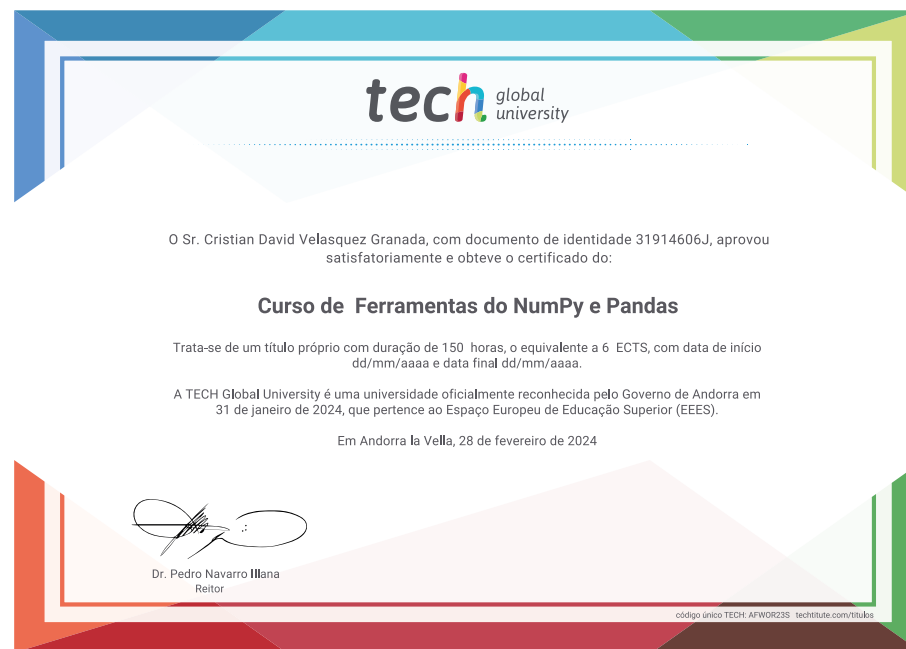 tech global university
O Sr. Cristian David Velasquez Granada, com documento de identidade 31914606J, aprovou
satisfatoriamente e obteve o certificado do:
Curso de Ferramentas do NumPy e Pandas
Trata-se de um título próprio com duração de 150 horas, o equivalente a 6 ECTS, com data de início
dd/mm/aaaa e data final dd/mm/aaaa.
A TECH Global University é uma universidade oficialmente reconhecida pelo Governo de Andorra em
31 de janeiro de 2024, que pertence ao Espaço Europeu de Educação Superior (EEES).
Em Andorra la Vella, 28 de fevereiro de 2024
Dr. Pedro Navarro Illana
Reitor
código único TECH: AFWOR23S techtitute.com/titulos